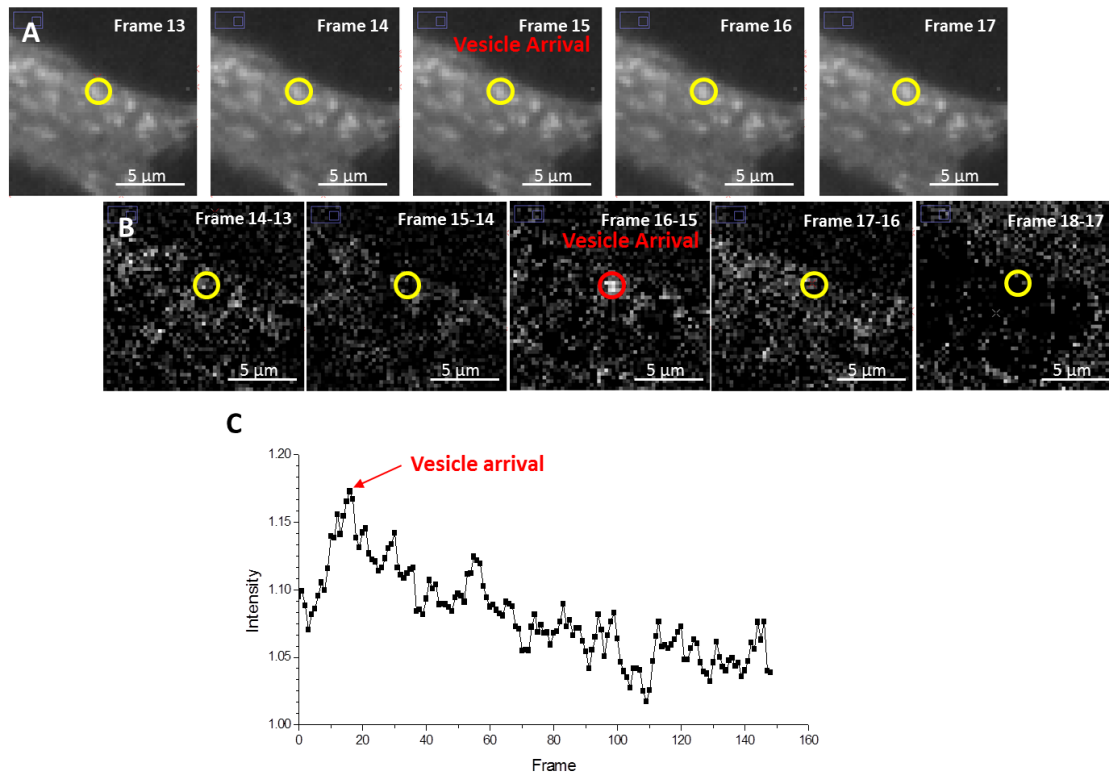 A
Frame 13
Frame 14
Frame 15
Vesicle Arrival
Frame 16
Frame 17
5 µm
5 µm
5 µm
5 µm
5 µm
B
Frame 14-13
Frame 15-14
Frame 16-15
Vesicle Arrival
Frame 17-16
Frame 18-17
5 µm
5 µm
5 µm
5 µm
5 µm
C
Vesicle arrival
1.20
1.15
1.10
1.05
1.00
Intensity
0 20 40 60 80 100 120 140 160
Frame